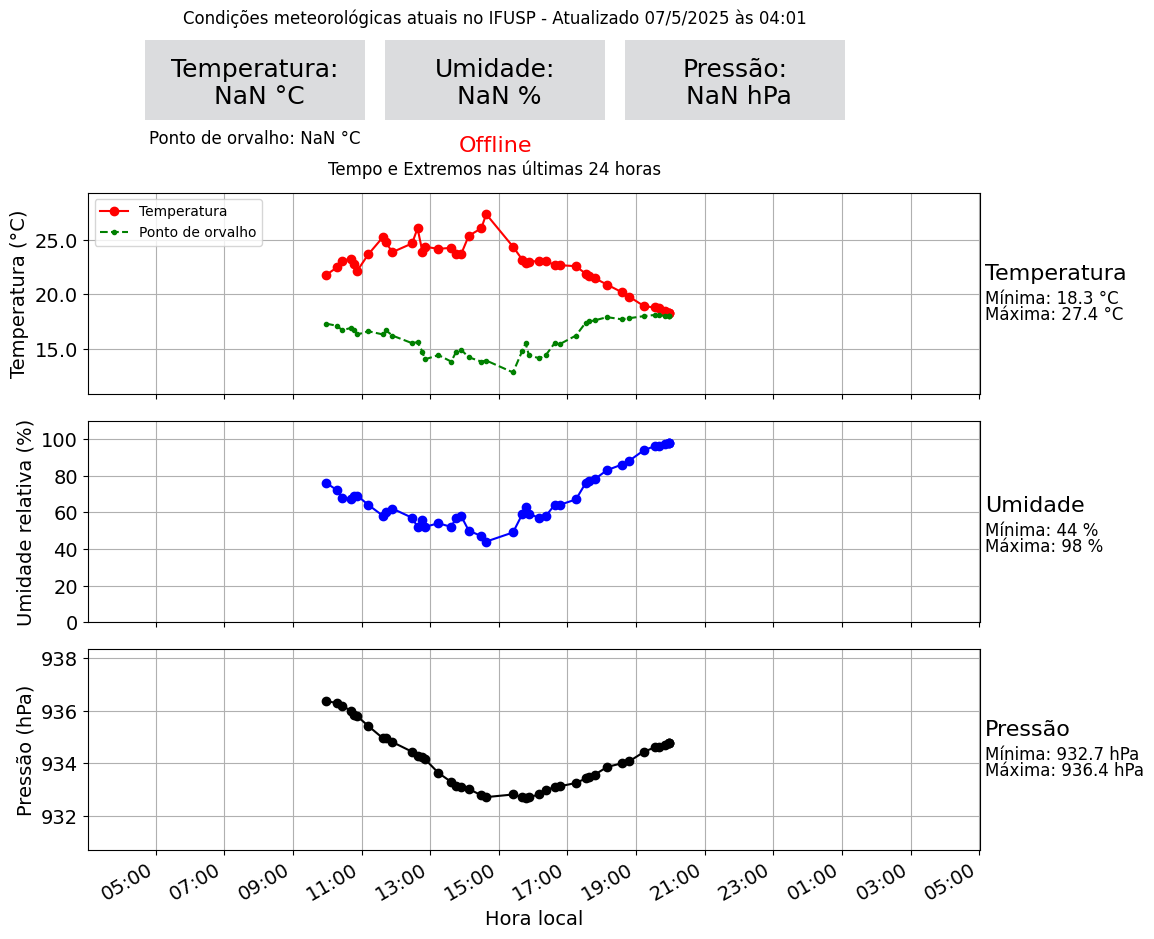 Condições meteorológicas atuais no IFUSP - Atualizado 07/5/2025 às 04:01
Temperatura:
NaN °C
Umidade:
NaN %
Pressão:
NaN hPa
Ponto de orvalho: NaN °C
Offline
Tempo e Extremos nas últimas 24 horas
Temperatura (°C)
25.0
20.0
15.0
Temperatura
Ponto de orvalho
Temperatura
Mínima: 18.3 °C
Máxima: 27.4 °C
Umidade relativa (%)
100
80
60
40
20
0
Umidade
Mínima: 44 %
Máxima: 98 %
Pressão (hPa)
938
936
934
932
Pressão
Mínima: 932.7 hPa
Máxima: 936.4 hPa
05:00 07:00 09:00 11:00 13:00 15:00 17:00 19:00 21:00 23:00 01:00 03:00 05:00
Hora local